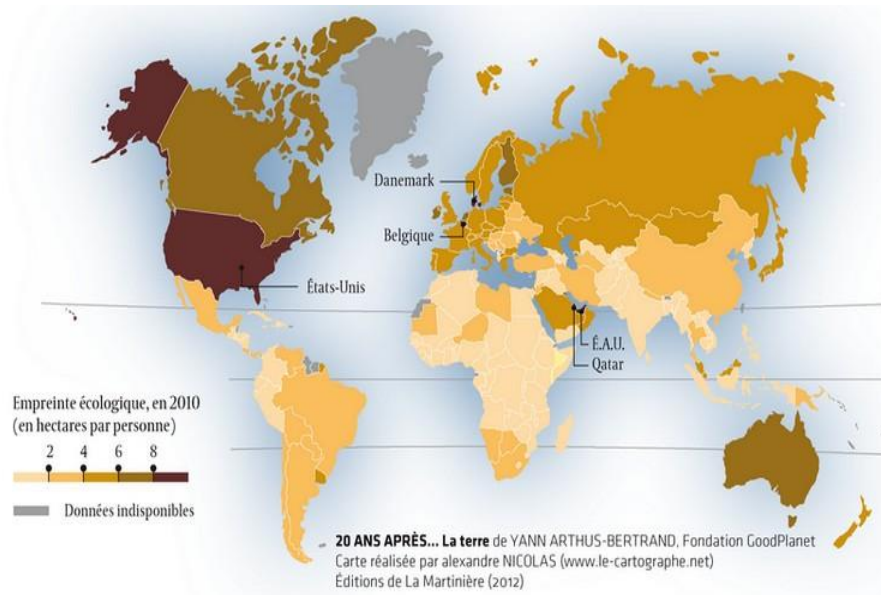 Danemark
Belgique
États-Unis
É.A.U.
Qatar
Empreinte écologique, en 2010
(en hectares par personne)
2 4 6 8
Données indisponibles
20 ANS APRÈS... La terre de YANN ARTHUS-BERTRAND, Fondation GoodPlanet
Carte réalisée par alexandre NICOLAS (www.le-cartographe.net)
Éditions de La Martinière (2012)